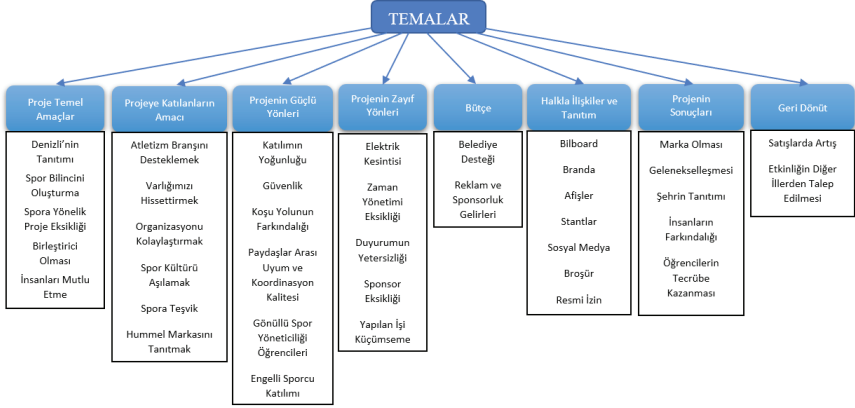 TEMALAR
Proje Temel
Amaçlar
Denizli’nin
Tanıtımı
Spor Bilincini
Oluşturma
Spora Yönelik
Proje Eksikliği
Birleştirici
Olması
İnsanları Mutlu
Etme
Projeye Katılanların
Amacı
Atletizm Branşını
Desteklemek
Varlığımızı
Hissettirmek
Organizasyonu
Kolaylaştırmak
Spor Kültürü
Aşılamak
Spora Teşvik
Hummel Markasını
Tanıtmak
Projenin Güçlü
Yönleri
Katılımın
Yoğunluğu
Güvenlik
Koşu Yolunun
Farkındalığı
Paydaşlar Arası
Uyum ve
Koordinasyon
Kalitesi
Gönüllü Spor
Yöneticiliği
Öğrencileri
Engelli Sporcu
Katılımı
Projenin Zayıf
Yönleri
Elektrik
Kesintisi
Zaman
Yönetimi
Eksikliği
Duyurumun
Yetersizliği
Sponsor
Eksikliği
Yapılan İşi
Küçümseme
Bütçe
Belediye
Desteği
Reklam ve
Sponsorluk
Gelirleri
Halkla İlişkiler ve
Tanıtım
Bilboard
Branda
Afişler
Stantlar
Sosyal Medya
Broşür
Resmi İzin
Projenin
Sonuçları
Marka Olması
Gelenekselleşmesi
Şehrin Tanıtımı
İnsanların
Farkındalığı
Öğrencilerin
Tecrübe
Kazanması
Geri Dönüt
Satışlarda Artış
Etkinliğin Diğer
İllerden Talep
Edilmesi